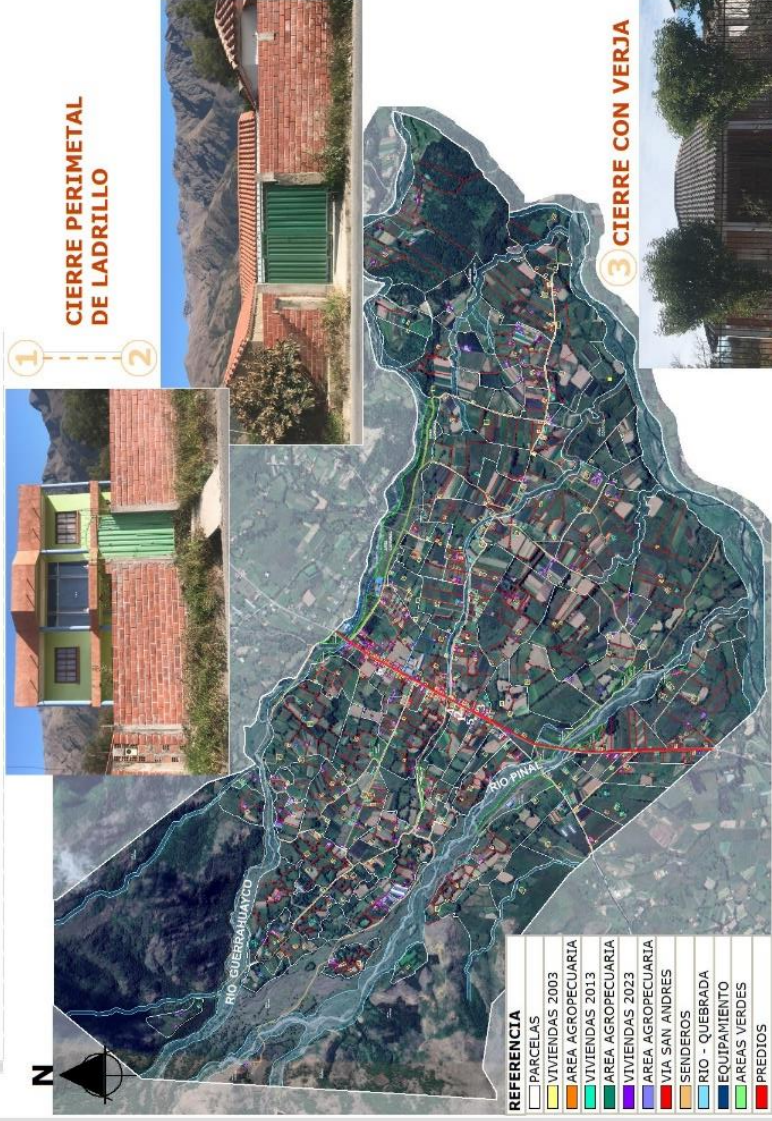 1
2
CIERRE PERIMETAL
DE LADRILLO
3 CIERRE CON VERJA
N
RIO GUERRAHUAYCO
RIO PINAL
REFERENCIA
PARCELAS
VIVIENDAS 2003
AREA AGROPECUARIA
VIVIENDAS 2013
AREA AGROPECUARIA
VIVIENDAS 2023
AREA AGROPECUARIA
VIA SAN ANDRES
SENDEROS
RIO - QUEBRADA
EQUIPAMIENTO
AREAS VERDES
PREDIOS